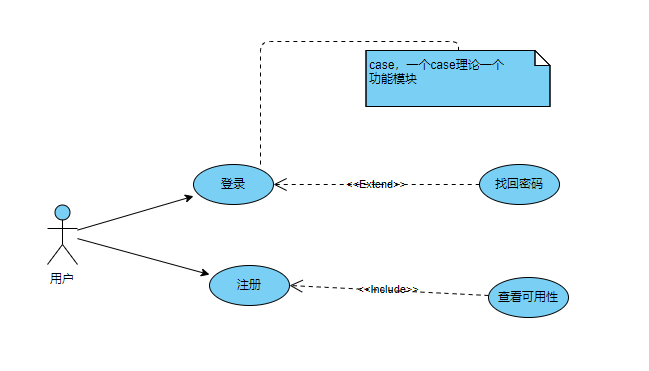 case，一个case理论一个
功能模块
登录
<<Extend>>
找回密码
用户
注册
<<Include>>
查看可用性